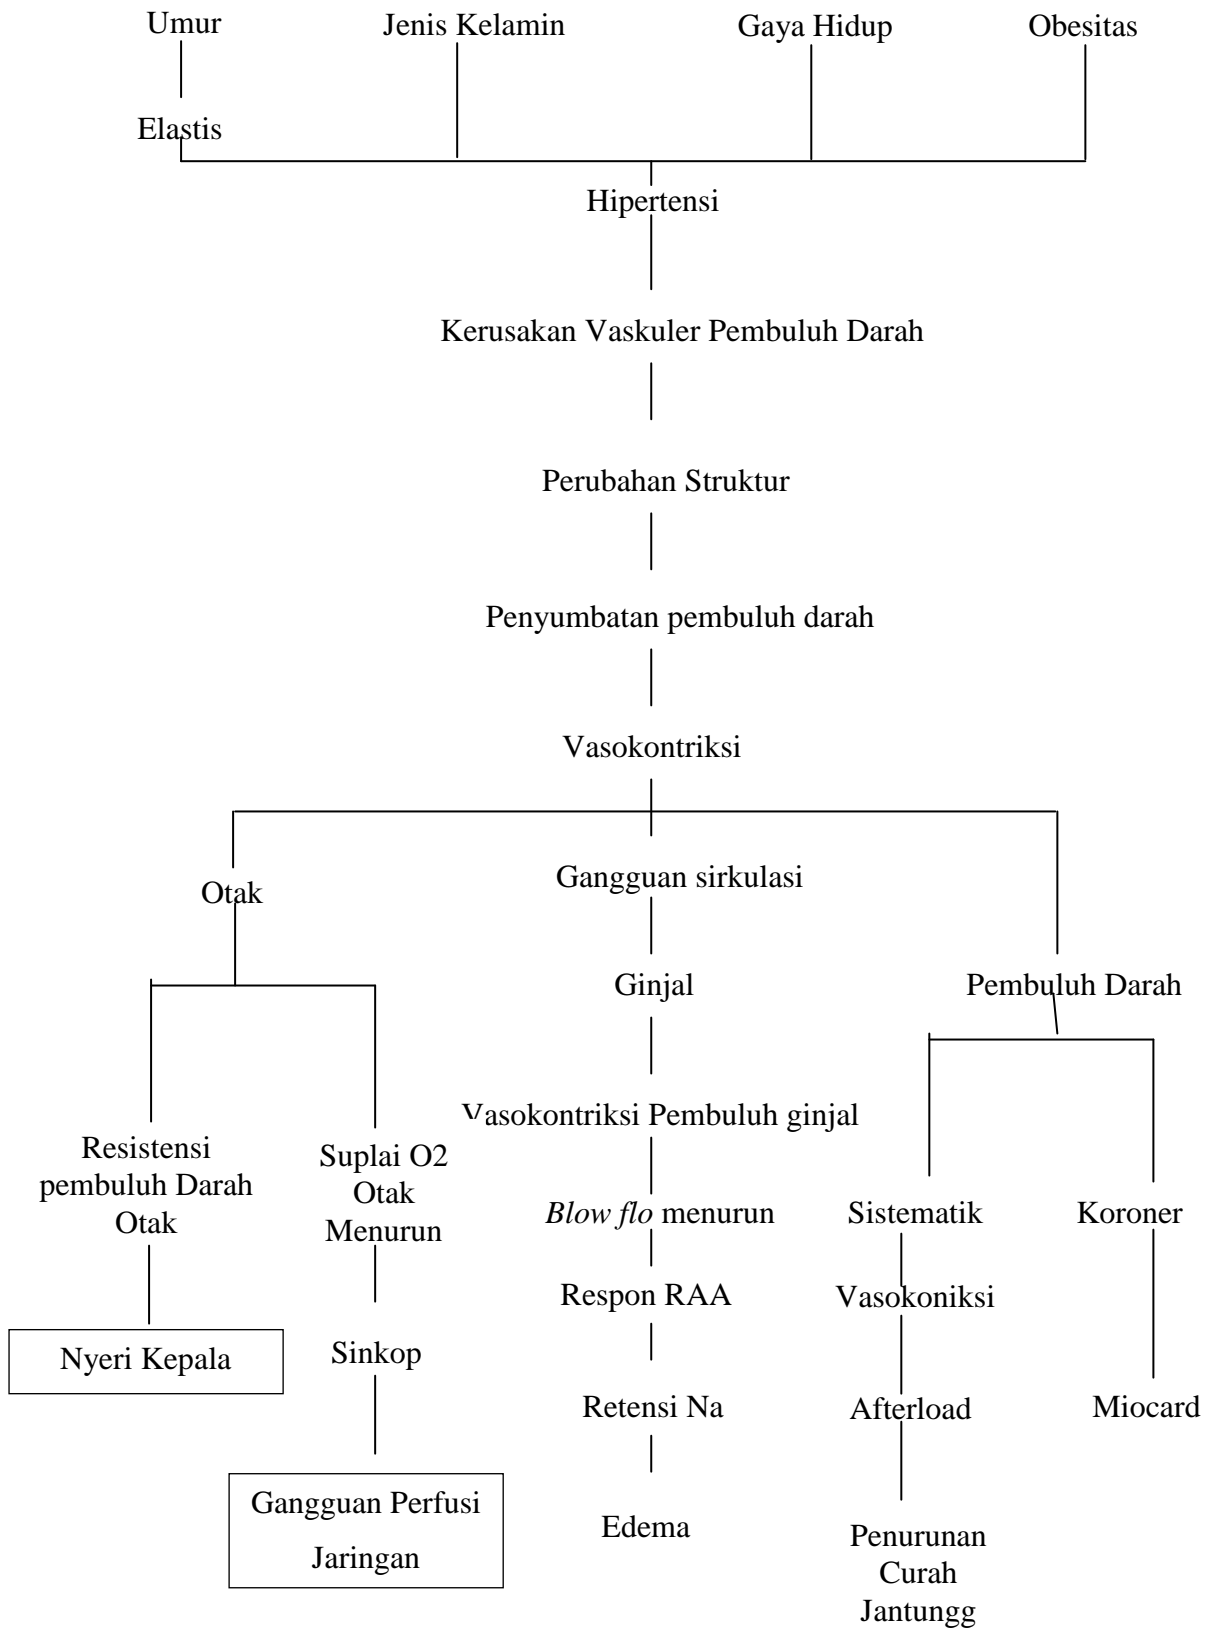 Umur
Jenis Kelamin
Gaya Hidup
Obesitas
Elastis
Hipertensi
Kerusakan Vaskuler Pembuluh Darah
Perubahan Struktur
Penyumbatan pembuluh darah
Vasokontriksi
Otak
Gangguan sirkulasi
Ginjal
Pembuluh Darah
Vasokontriksi Pembuluh ginjal
Resistensi
pembuluh Darah
Otak
Suplai O2
Otak
Menurun
Blow flo menurun
Sistematik
Koroner
Respon RAA
Vasokoniksi
Nyeri Kepala
Sinkop
Retensi Na
Afterload
Miocard
Gangguan Perfusi
Jaringan
Edema
Penurunan
Curah
Jantungg